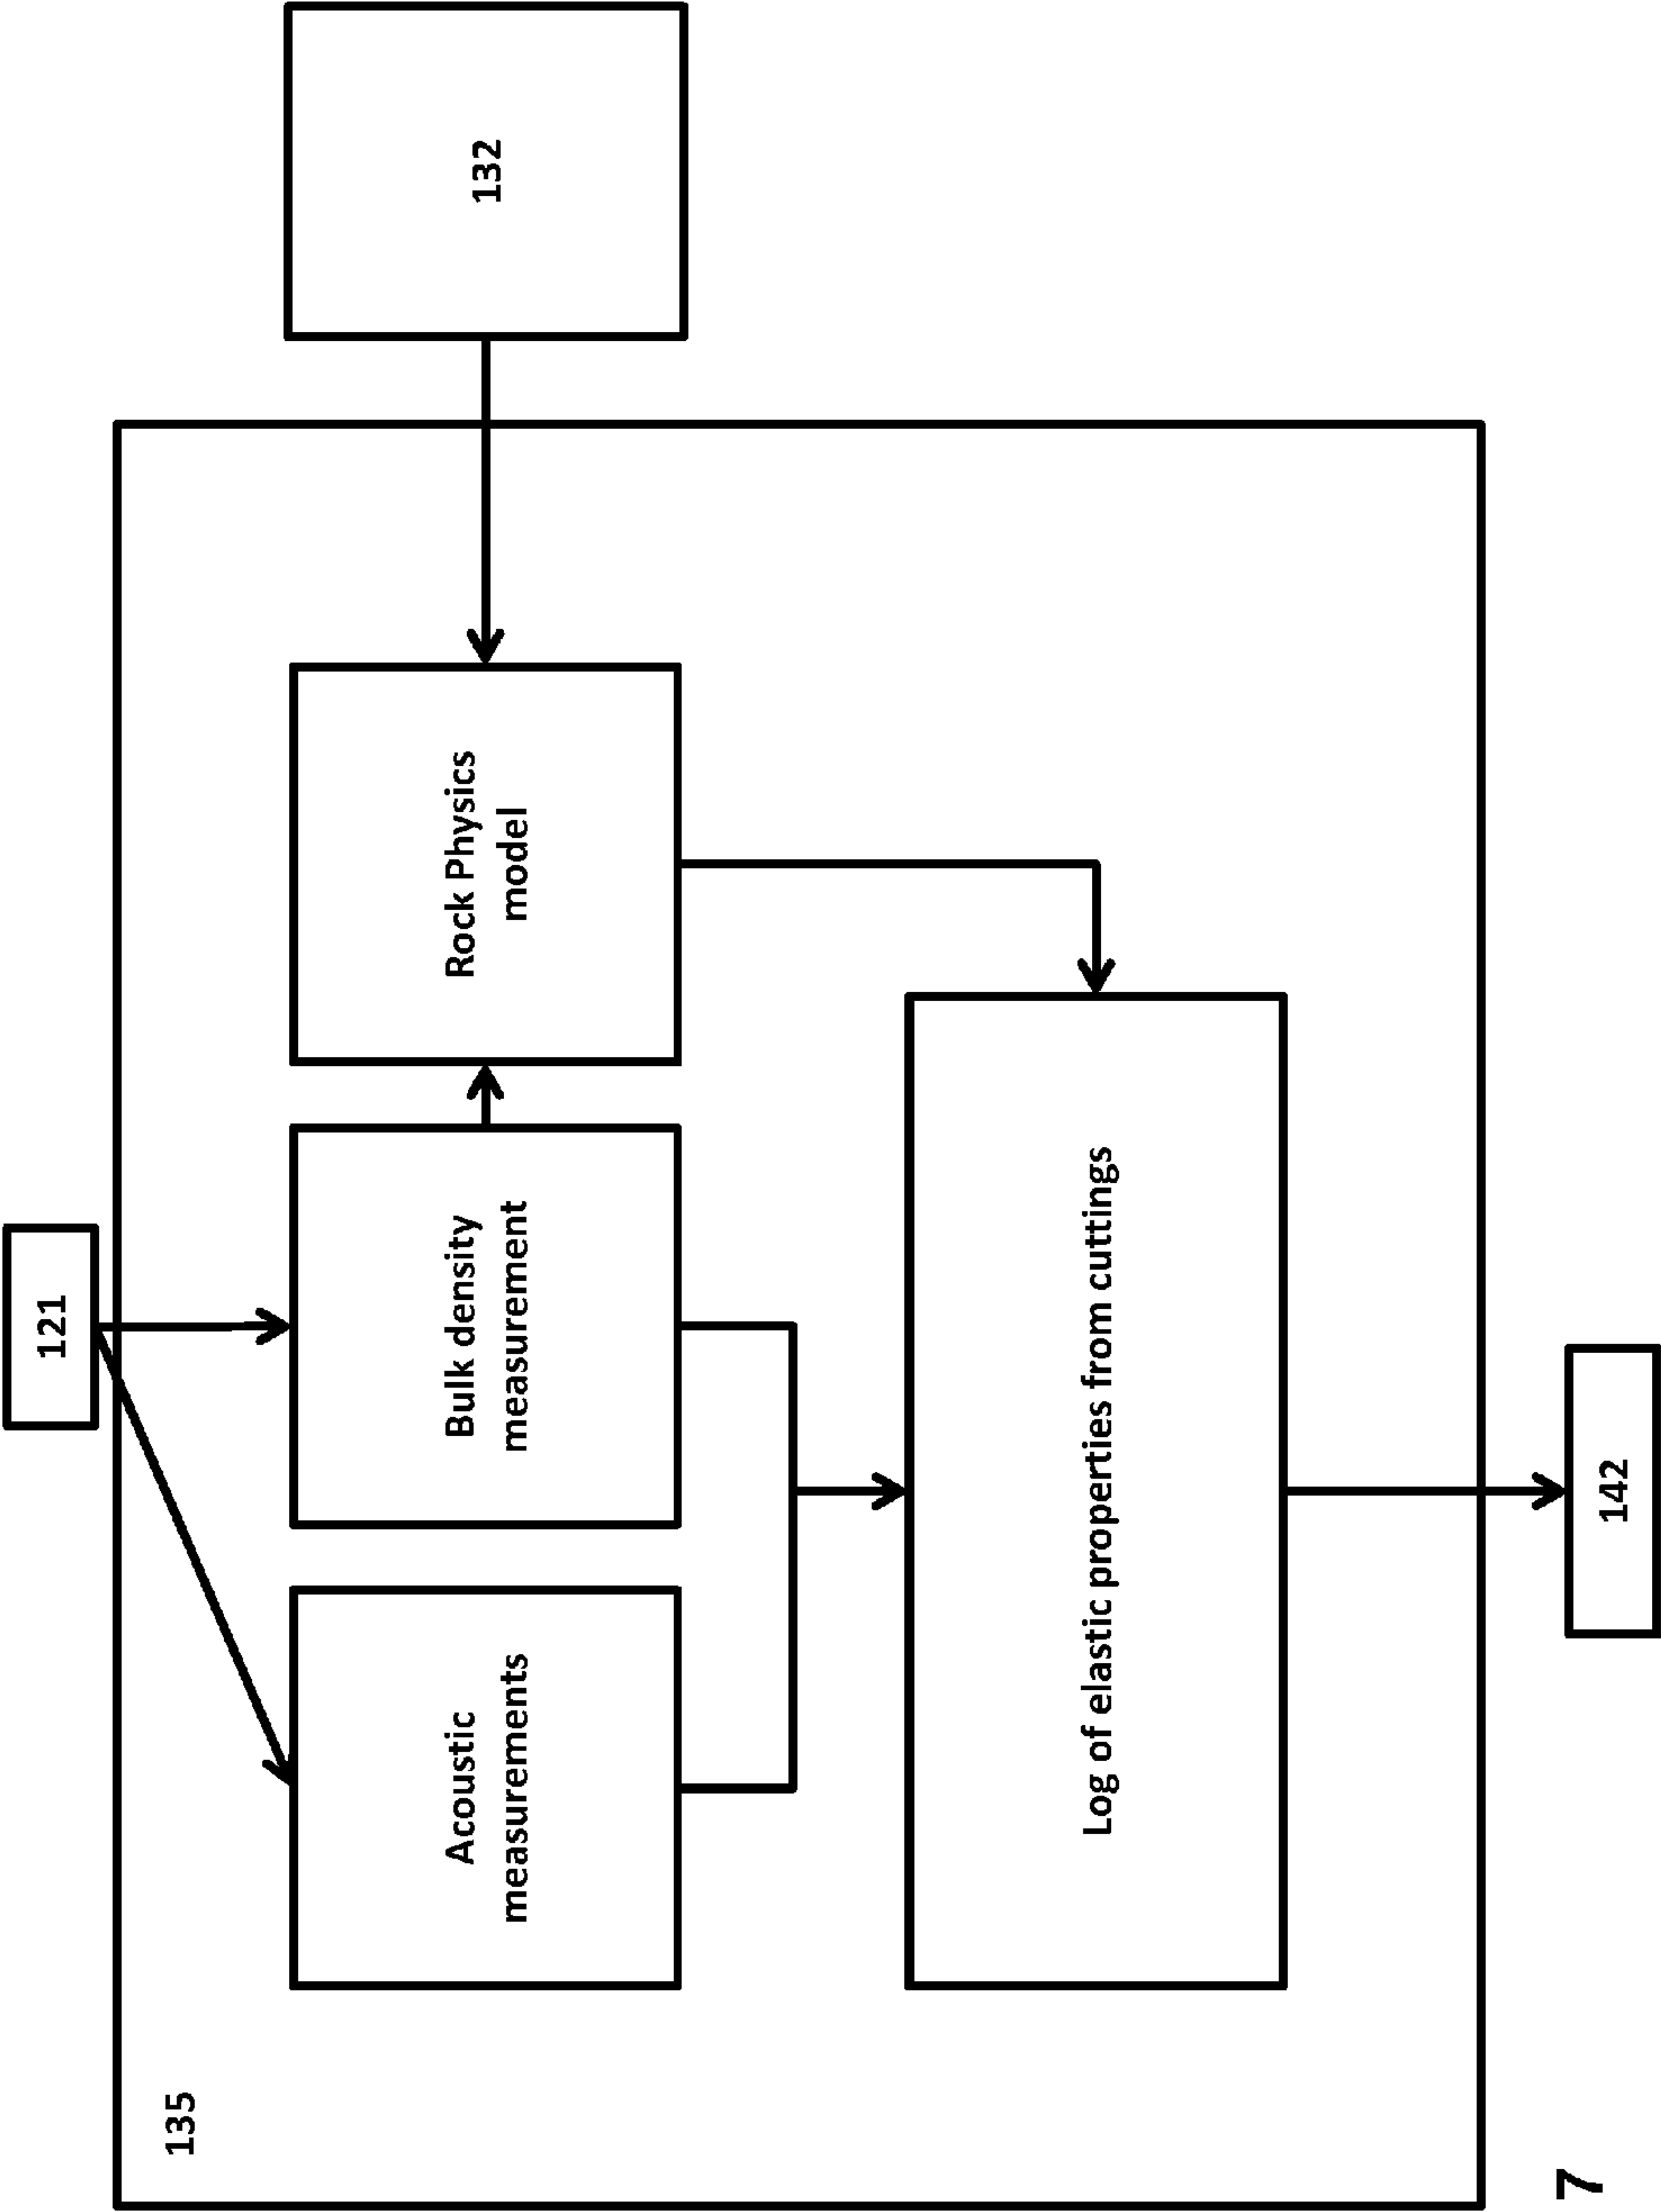 121
135
Acoustic
measurements
Bulk density
measurement
Rock Physics
model
132
Log of elastic properties from cuttings
142
7